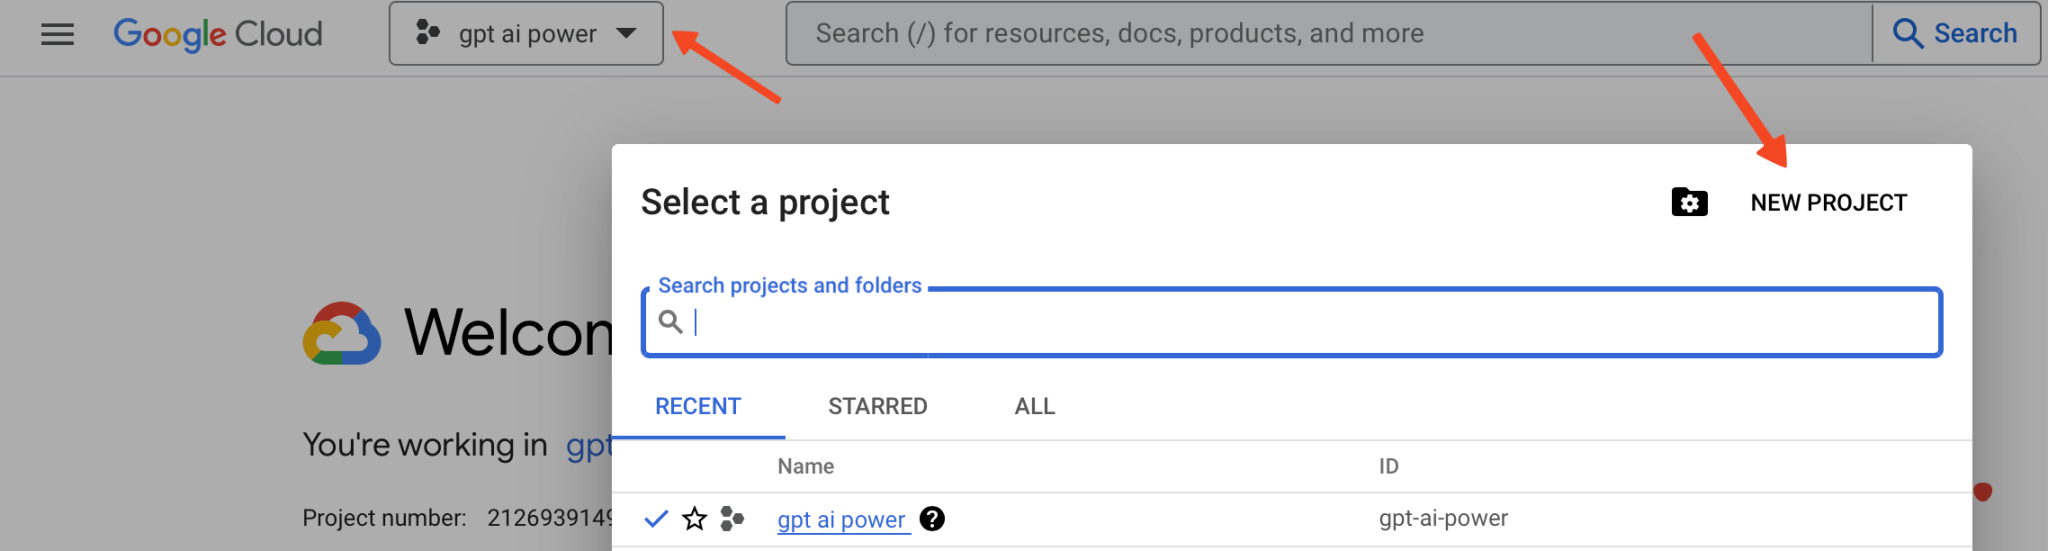 Google Cloud
gpt ai power
Search (/) for resources, docs, products, and more
Search
Select a project
NEW PROJECT
Search projects and folders
RECENT
STARRED
ALL
Name
ID
gpt ai power
gpt-ai-power
Welcom
You're working in gpt
Project number: 212693914